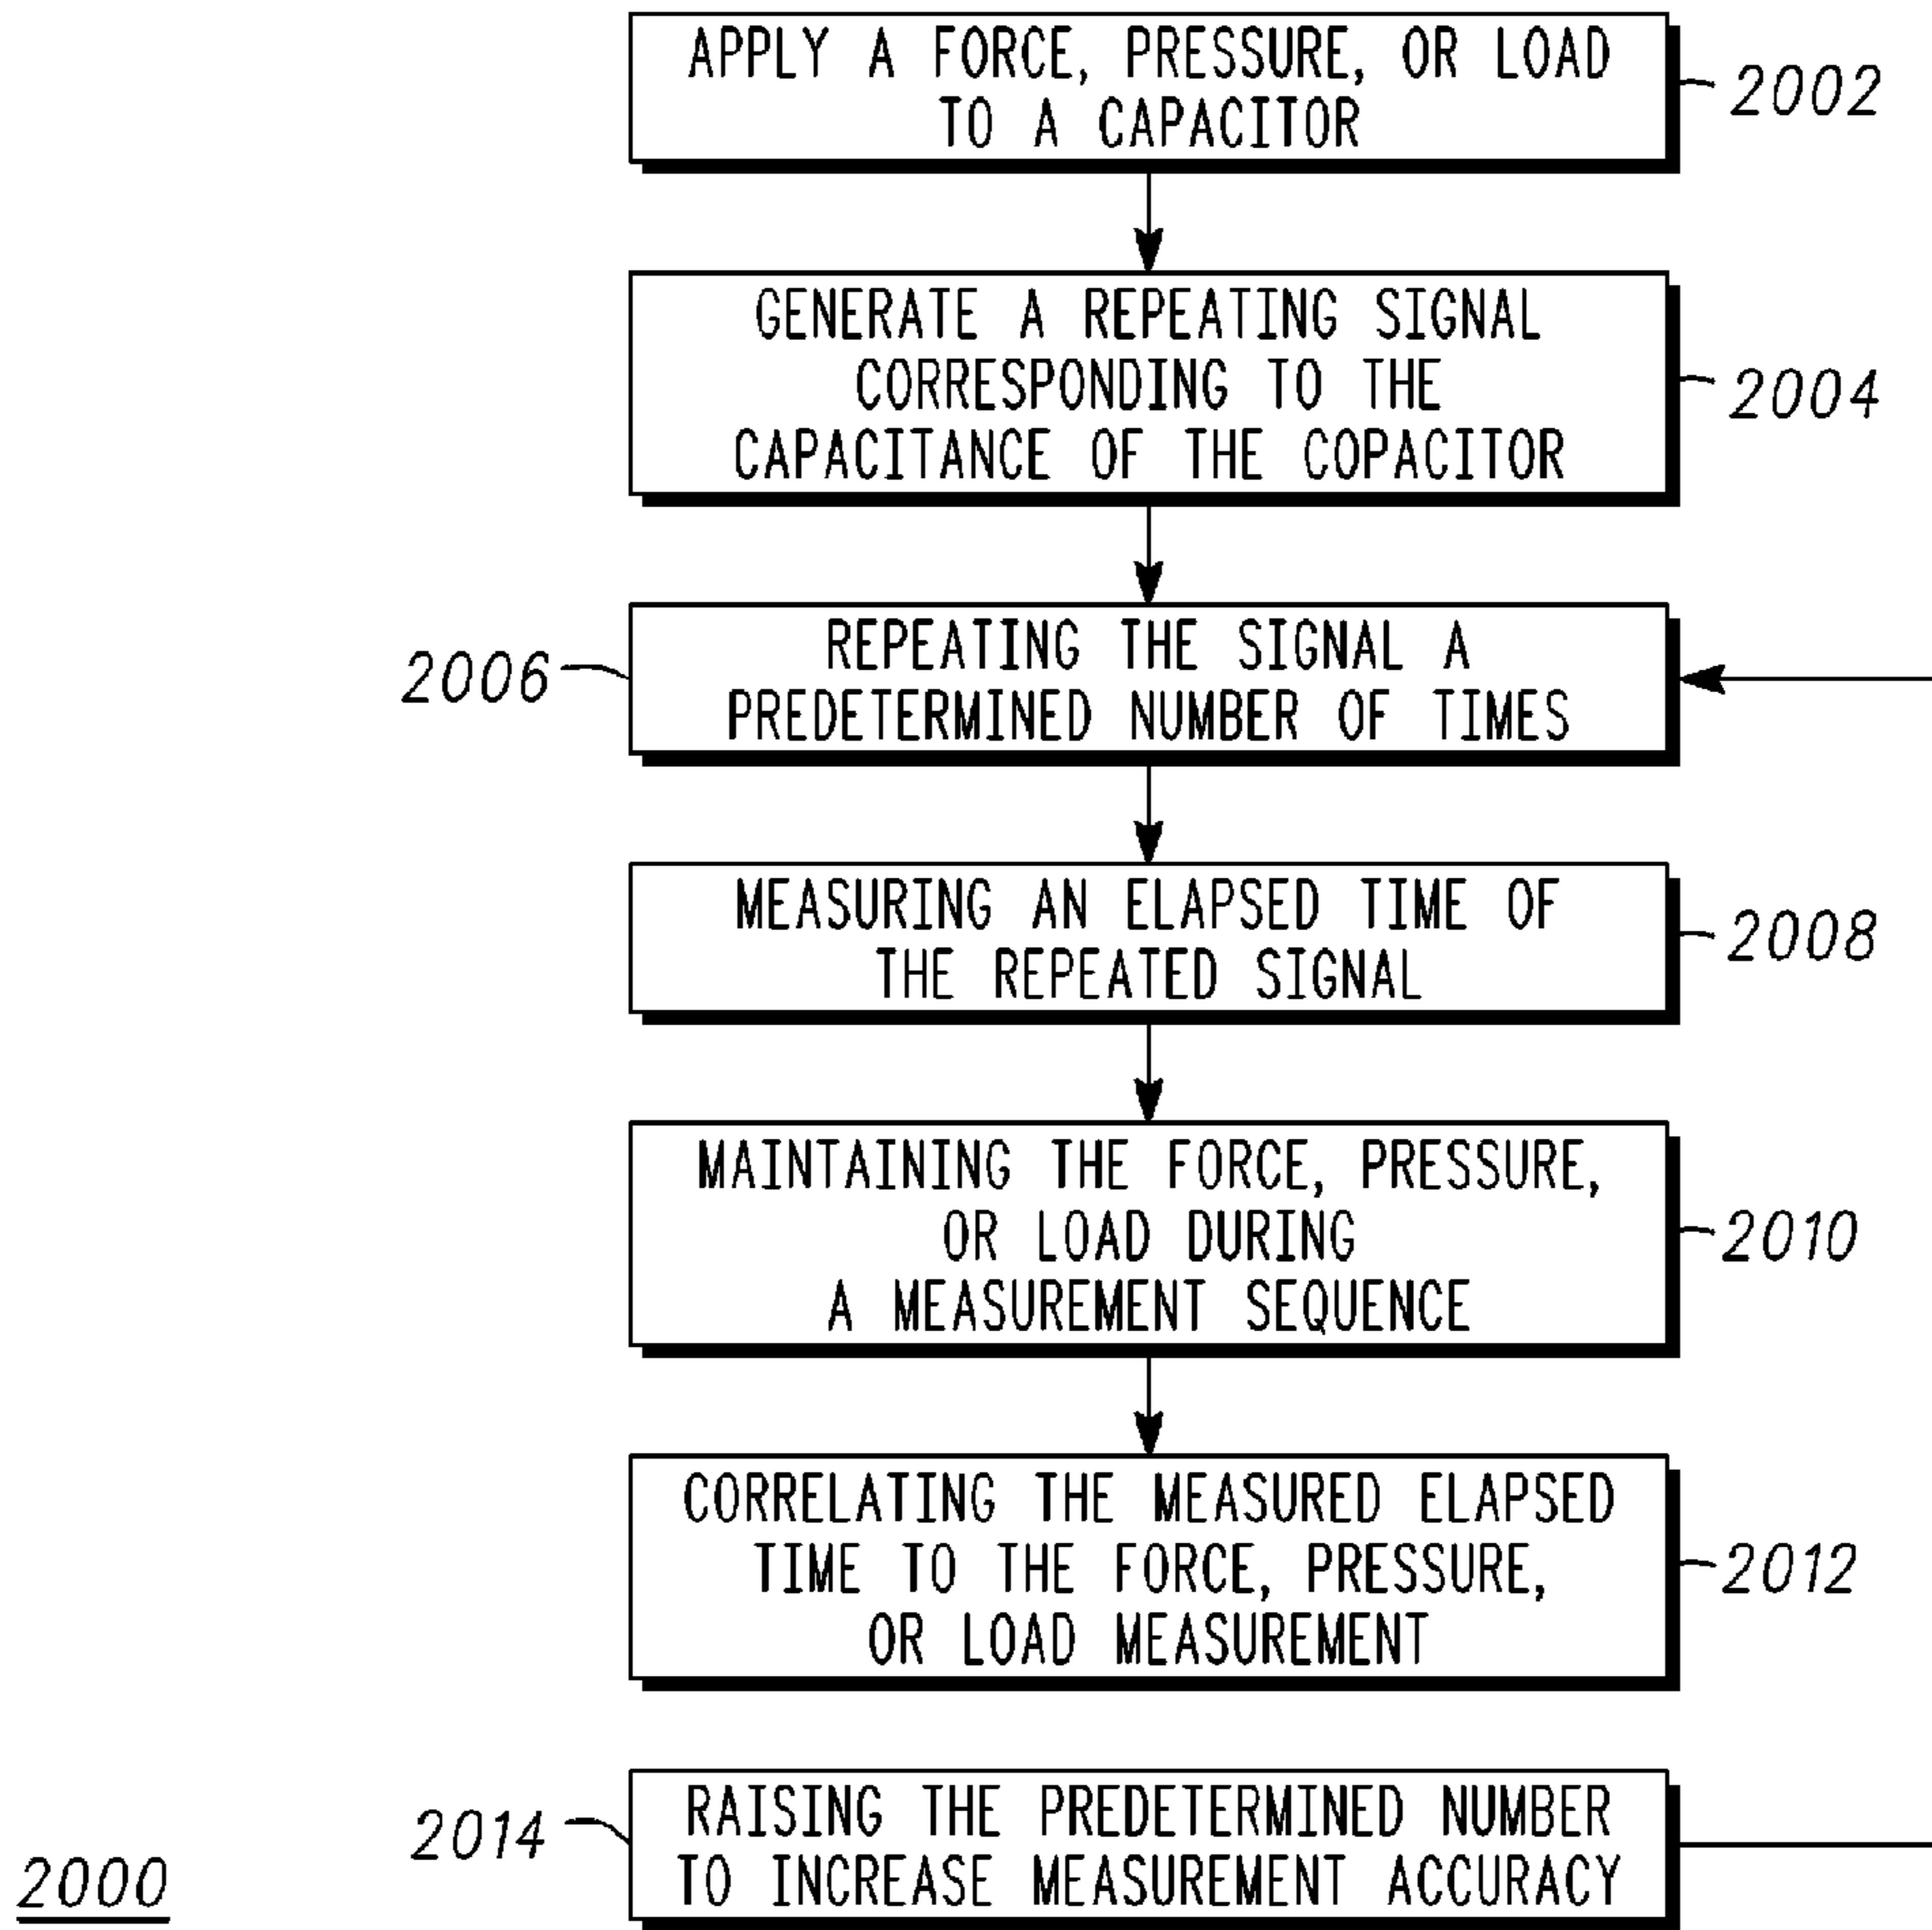 APPLY A FORCE, PRESSURE, OR LOAD
TO A CAPACITOR
2002
GENERATE A REPEATING SIGNAL
CORRESPONDING TO THE
CAPACITANCE OF THE COPACITOR
2004
REPEATING THE SIGNAL A
PREDETERMINED NUMBER OF TIMES
2006
MEASURING AN ELAPSED TIME OF
THE REPEATED SIGNAL
2008
MAINTAINING THE FORCE, PRESSURE,
OR LOAD DURING
A MEASUREMENT SEQUENCE
2010
CORRELATING THE MEASURED ELAPSED
TIME TO THE FORCE, PRESSURE,
OR LOAD MEASUREMENT
2012
RAISING THE PREDETERMINED NUMBER
TO INCREASE MEASUREMENT ACCURACY
2014
2000